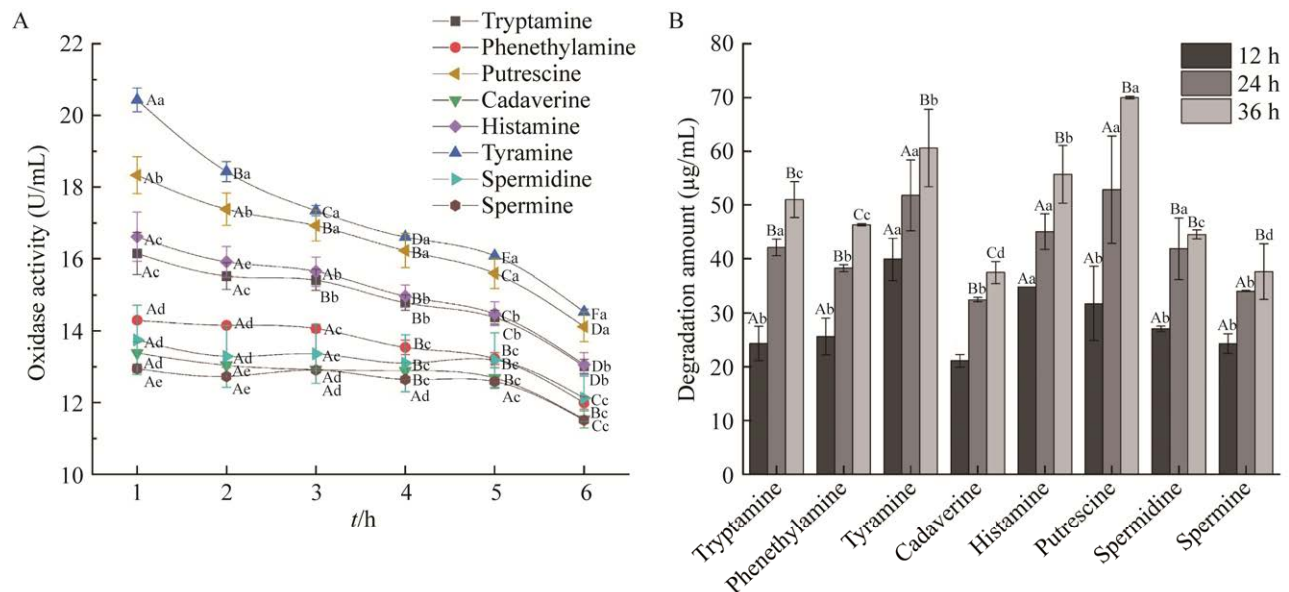 A
22
20
18
16
14
12
10
Oxidase activity (U/mL)
Tryptamine
Phenethylamine
Putrescine
Cadaverine
Histamine
Tyramine
Spermidine
Spermine
Aa
Ba
Ca
Da
Ea
Fa
Ab
Ab
Ba
Ba
Ca
Da
Ac
Ac
Ab
Bb
Cb
Db
Ac
Ac
Bb
Bb
Cb
Db
Ad
Ad
Ac
Bc
Bc
Cc
Ad
Ad
Ac
Bc
Bc
Ad
Ac
Ad
Bc
Bc
Bc
Ae
Ae
Ad
Ad
Ac
Cc
1 2 3 4 5 6
t/h
B
80
70
60
50
40
30
20
10
0
Degradation amount (μg/mL)
12 h
24 h
36 h
Ab Ba Bc
Ab Bb Cc
Aa Aa Bb
Ab Bb Cd
Aa Aa Bb
Ab Aa Ba
Ab Ba Bc
Ab Ab Bd
Tryptamine
Phenethylamine
Tyramine
Cadaverine
Histamine
Putrescine
Spermidine
Spermine